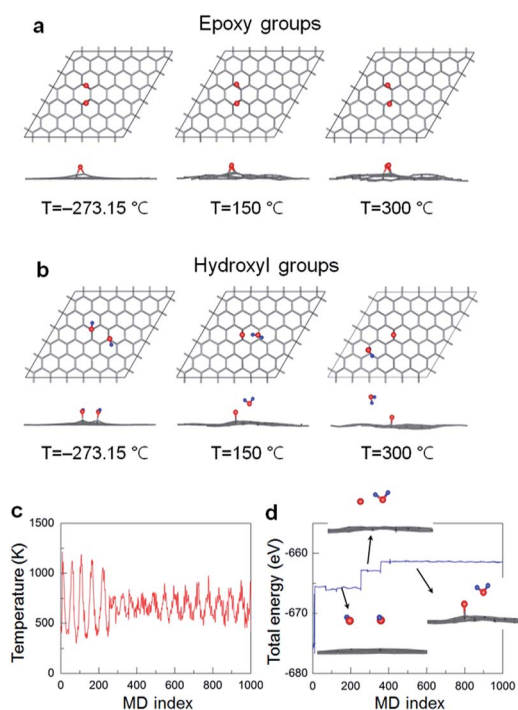 a
Epoxy groups
T=–273.15 °C
T=150 °C
T=300 °C
b
Hydroxyl groups
T=–273.15 °C
T=150 °C
T=300 °C
c
1500
1000
500
0
Temperature (K)
0 200 400 600 800 1000
MD index
d
-660
-670
-680
Total energy (eV)
0 200 400 600 800 1000
MD index